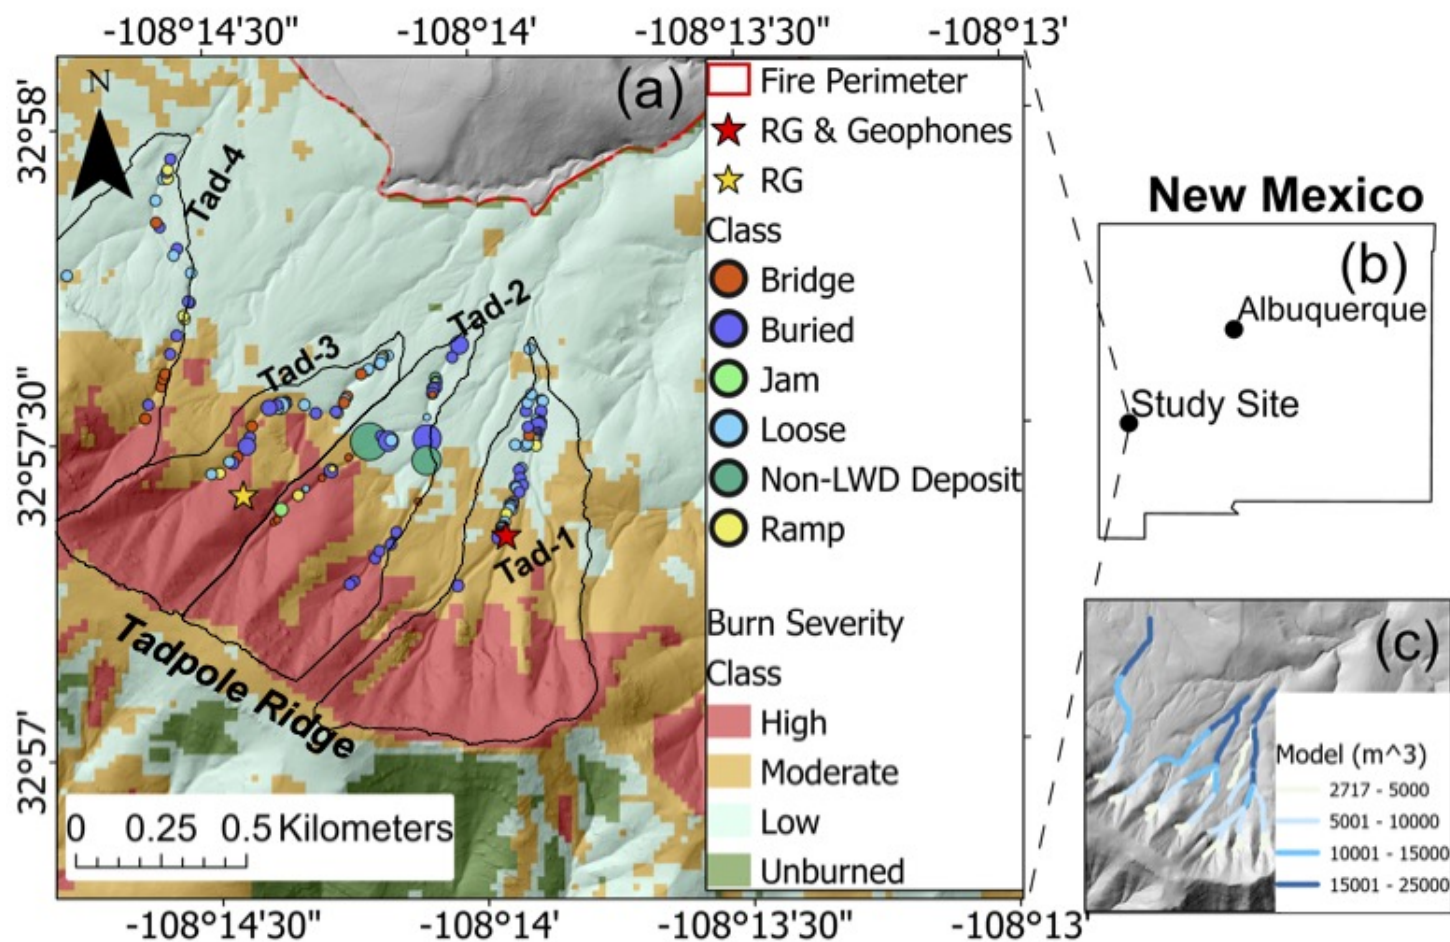 -108°14'30"
-108°14'
-108°13'30"
-108°13'
32°58'
32°57'30"
32°57'
N
(a)
Tad-4
Tad-3
Tad-2
Tad-1
Tadpole Ridge
0 0.25 0.5 Kilometers
Fire Perimeter
RG & Geophones
RG
Class
Bridge
Buried
Jam
Loose
Non-LWD Deposit
Ramp
Burn Severity
Class
High
Moderate
Low
Unburned
-108°14'30"
-108°14'
-108°13'30"
-108°13'
New Mexico
(b)
Albuquerque
Study Site
(c)
Model (m^3)
2717 - 5000
5001 - 10000
10001 - 15000
15001 - 25000